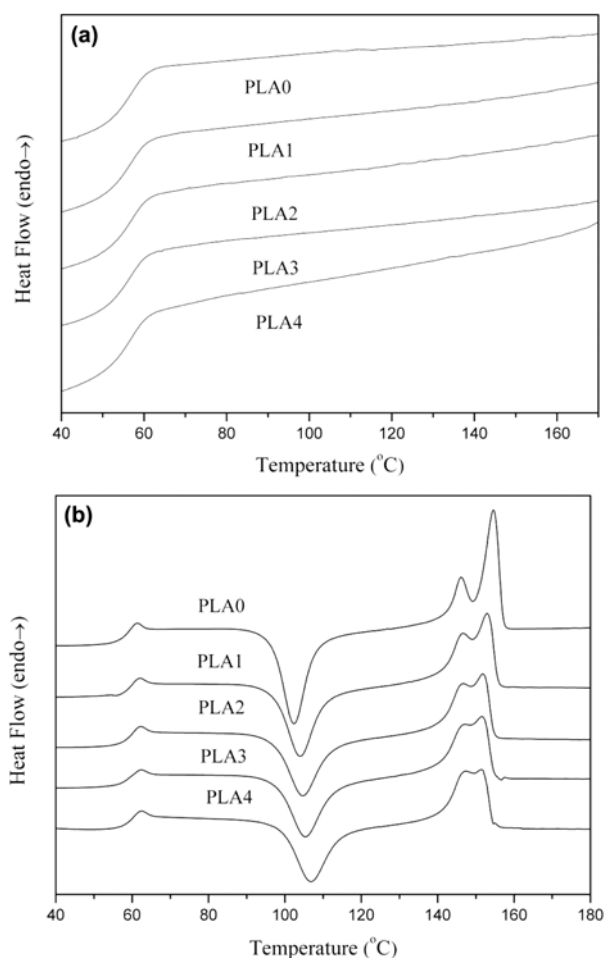 (a)
PLA0
PLA1
PLA2
PLA3
PLA4
Heat Flow (endo→)
40 60 80 100 120 140 160
Temperature (°C)
(b)
PLA0
PLA1
PLA2
PLA3
PLA4
Heat Flow (endo→)
40 60 80 100 120 140 160 180
Temperature (°C)